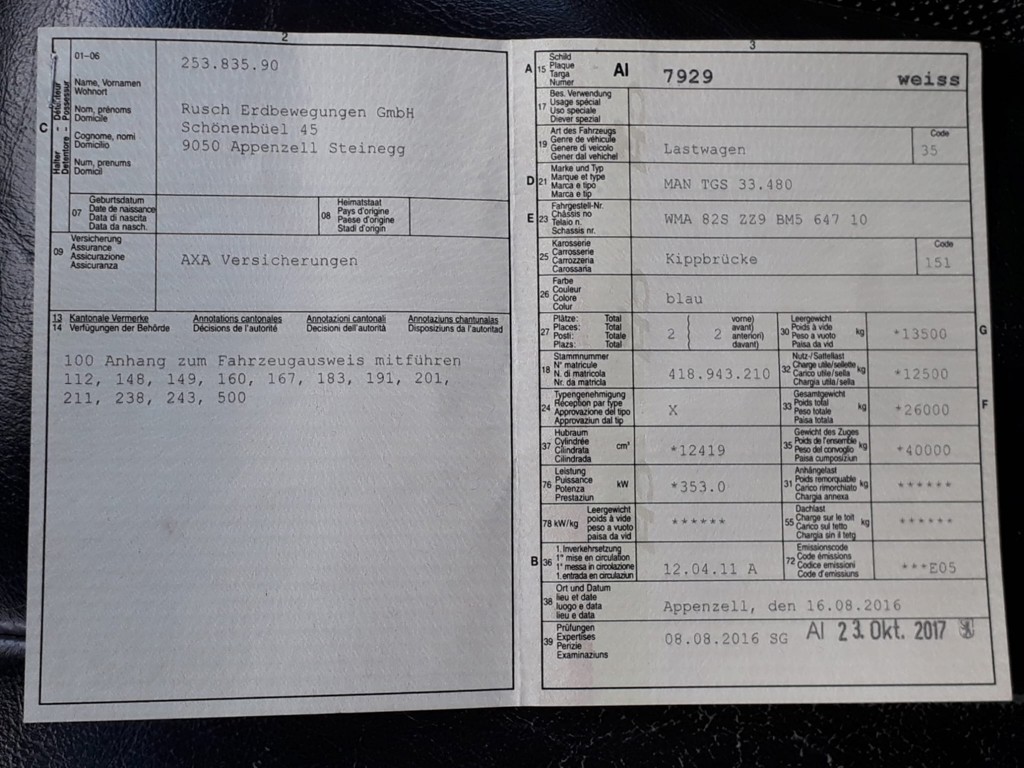 2
01-06
253.835.90
C
Halter - Détenteur
Detentore - Possessur
Name, Vornamen
Wohnort
Nom, prénoms
Domicile
Cognome, nomi
Domicilio
Num, prenums
Domicil
Rusch Erdbewegungen GmbH
Schönenbüel 45
9050 Appenzell Steinegg
07
Geburtsdatum
Date de naissance
Data di nascita
Data da nasch.
08
Heimatstaat
Pays d'origine
Paese d'origine
Stadi d'origin
09
Versicherung
Assurance
Assicurazione
Assicuranza
AXA Versicherungen
13 Kantonale Vermerke Annotations cantonales Annotazioni cantonali Annotaziuns chantunalas
14 Verfügungen der Behörde Décisions de l'autorité Decisioni dell'autorità Disposiziuns da l'autoritad
100 Anhang zum Fahrzeugausweis mitführen
112, 148, 149, 160, 167, 183, 191, 201,
211, 238, 243, 500
3
A 15
Schild
Plaque
Targa
Numer
AI 7929 weiss
17
Bes. Verwendung
Usage spécial
Uso speciale
Diever spezial
19
Art des Fahrzeugs
Genre de véhicule
Genere di veicolo
Gener dal vehichel
Lastwagen
Code
35
D 21
Marke und Typ
Marque et type
Marca e tipo
Marca e tip
MAN TGS 33.480
E 23
Fahrgestell-Nr.
Châssis no
Telaio n.
Schassis nr.
WMA 82S ZZ9 BM5 647 10
25
Karosserie
Carrosserie
Carrozzeria
Carossaria
Kippbrücke
Code
151
26
Farbe
Couleur
Colore
Colur
blau
27
Plätze: Total
Places: Total
Posti: Totale
Plazs: Total
2 { 2
vorne)
avant)
anteriori)
davant)
30
Leergewicht
Poids à vide
Peso a vuoto
Paisa da vid
kg
*13500
G
18
Stammnummer
N° matricule
N. di matricola
Nr. da matricla
418.943.210
32
Nutz-/Sattellast
Charge utile/sellette
Carico utile/sella
Chargia utila/sella
kg
*12500
24
Typengenehmigung
Réception par type
Approvazione del tipo
Approvaziun dal tip
X
33
Gesamtgewicht
Poids total
Peso totale
Paisa totala
kg
*26000
F
37
Hubraum
Cylindrée
Cilindrata
Cilindrada
cm³
*12419
35
Gewicht des Zuges
Poids de l'ensemble
Peso del convoglio
Paisa cumposiziun
kg
*40000
76
Leistung
Puissance
Potenza
Prestaziun
kW
*353.0
31
Anhängelast
Poids remorquable
Carico rimorchiato
Chargia annexa
kg
******
78 kW/kg
Leergewicht
poids à vide
peso a vuoto
paisa da vid
******
55
Dachlast
Charge sur le toit
Carico sul tetto
Chargia sin il tetg
kg
******
B 36
1. Inverkehrsetzung
1re mise en circulation
1a messa in circolazione
1. entrada en circulaziun
12.04.11 A
72
Emissionscode
Code émissions
Codice emissioni
Code d'emissiuns
***E05
38
Ort und Datum
lieu et date
luogo e data
lieu e data
Appenzell, den 16.08.2016
39
Prüfungen
Expertises
Perizie
Examinaziuns
08.08.2016 SG AI 23. Okt. 2017